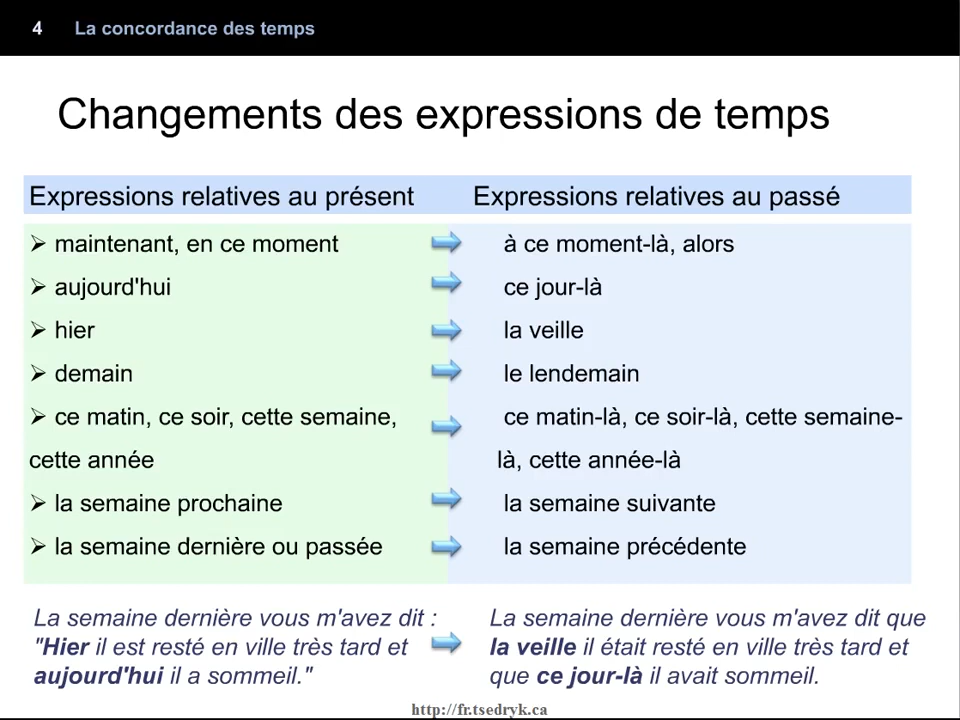 4 La concordance des temps
Changements des expressions de temps
Expressions relatives au présent Expressions relatives au passé
➢ maintenant, en ce moment à ce moment-là, alors
➢ aujourd'hui ce jour-là
➢ hier la veille
➢ demain le lendemain
➢ ce matin, ce soir, cette semaine, ce matin-là, ce soir-là, cette semaine-
cette année là, cette année-là
➢ la semaine prochaine la semaine suivante
➢ la semaine dernière ou passée la semaine précédente
La semaine dernière vous m'avez dit :
"Hier il est resté en ville très tard et
aujourd'hui il a sommeil."
La semaine dernière vous m'avez dit que
la veille il était resté en ville très tard et
que ce jour-là il avait sommeil.
http://fr.tsedryk.ca